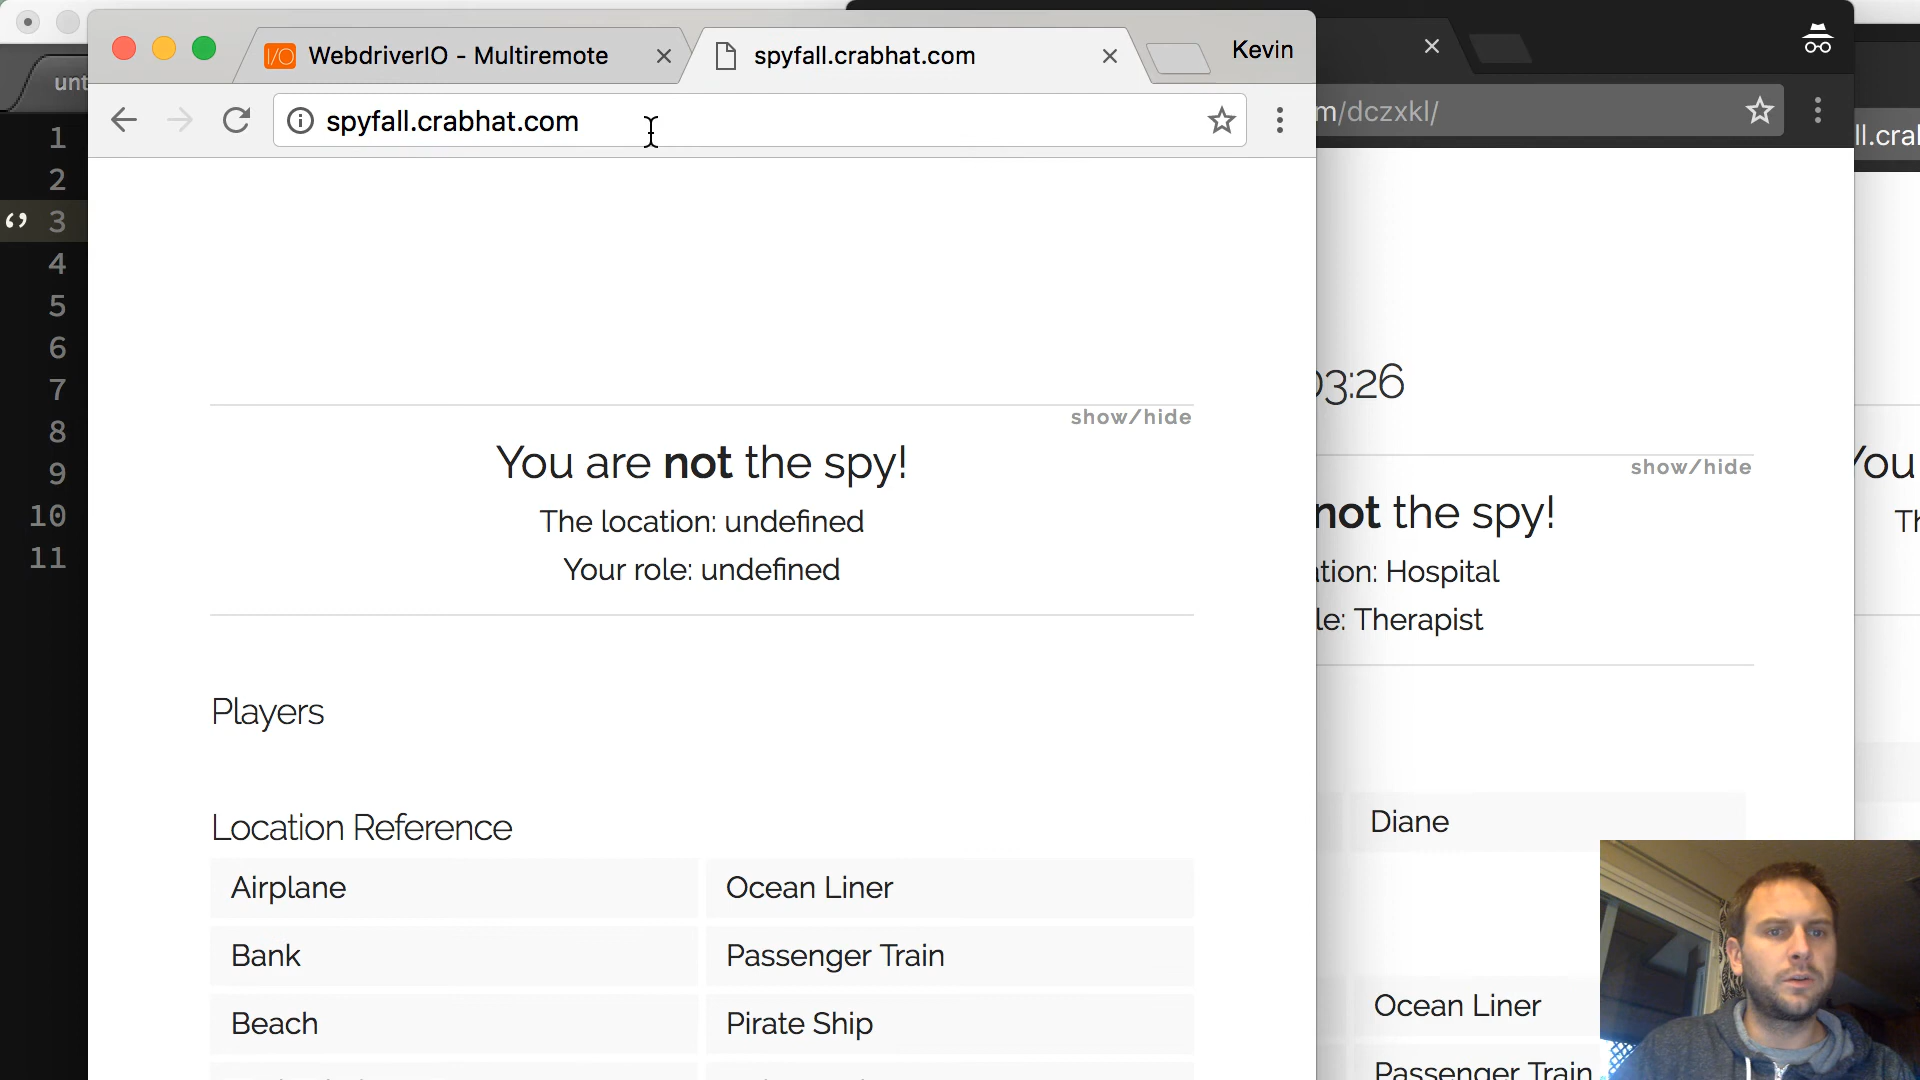 WebdriverIO - Multiremote
spyfall.crabhat.com
Kevin
unt
spyfall.crabhat.com
m/dczxkl/
ll.cra
1
2
3
4
5
6
7
8
9
10
11
03:26
show/hide
You are not the spy!
The location: undefined
Your role: undefined
show/hide
not the spy!
tion: Hospital
le: Therapist
You
Th
Players
Location Reference
Airplane
Ocean Liner
Bank
Passenger Train
Beach
Pirate Ship
Diane
Ocean Liner
Passenger Train